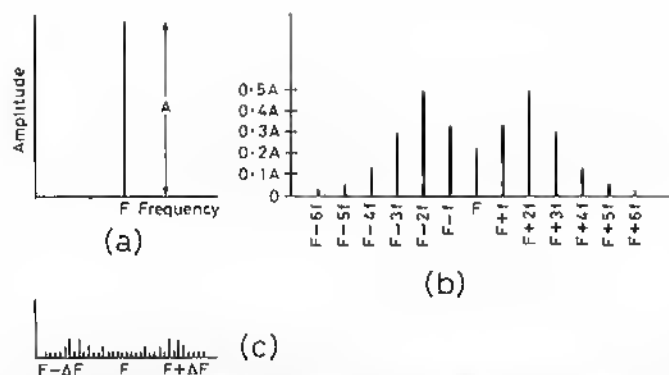 Amplitude
A
F Frequency
(a)
0·5A
0·4A
0·3A
0·2A
0·1A
0
F-6f
F-5f
F-4f
F-3f
F-2f
F-f
F
F+f
F+2f
F+3f
F+4f
F+5f
F+6f
(b)
F-ΔF F F+ΔF
(c)